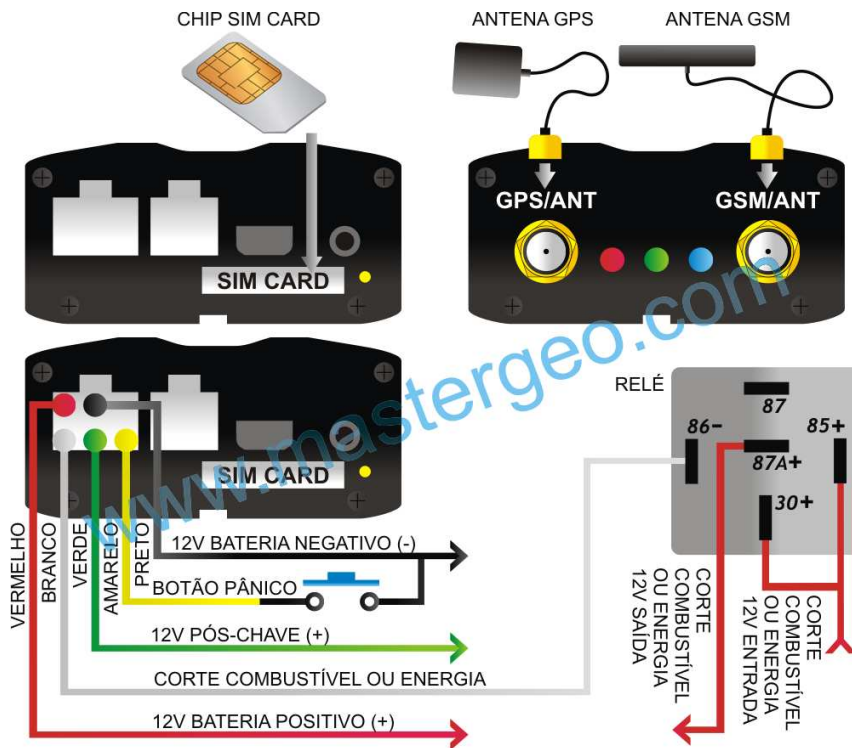 CHIP SIM CARD
ANTENA GPS
ANTENA GSM
GPS/ANT
GSM/ANT
SIM CARD
www.mastergeo.com
RELÉ
87
86-
85+
87A+
30+
SIM CARD
VERMELHO
BRANCO
VERDE
AMARELO
PRETO
12V BATERIA NEGATIVO (-)
BOTÃO PÂNICO
12V PÓS-CHAVE (+)
CORTE COMBUSTÍVEL OU ENERGIA
12V BATERIA POSITIVO (+)
CORTE
COMBUSTÍVEL
OU ENERGIA
12V SAÍDA
CORTE
COMBUSTÍVEL
OU ENERGIA
12V ENTRADA